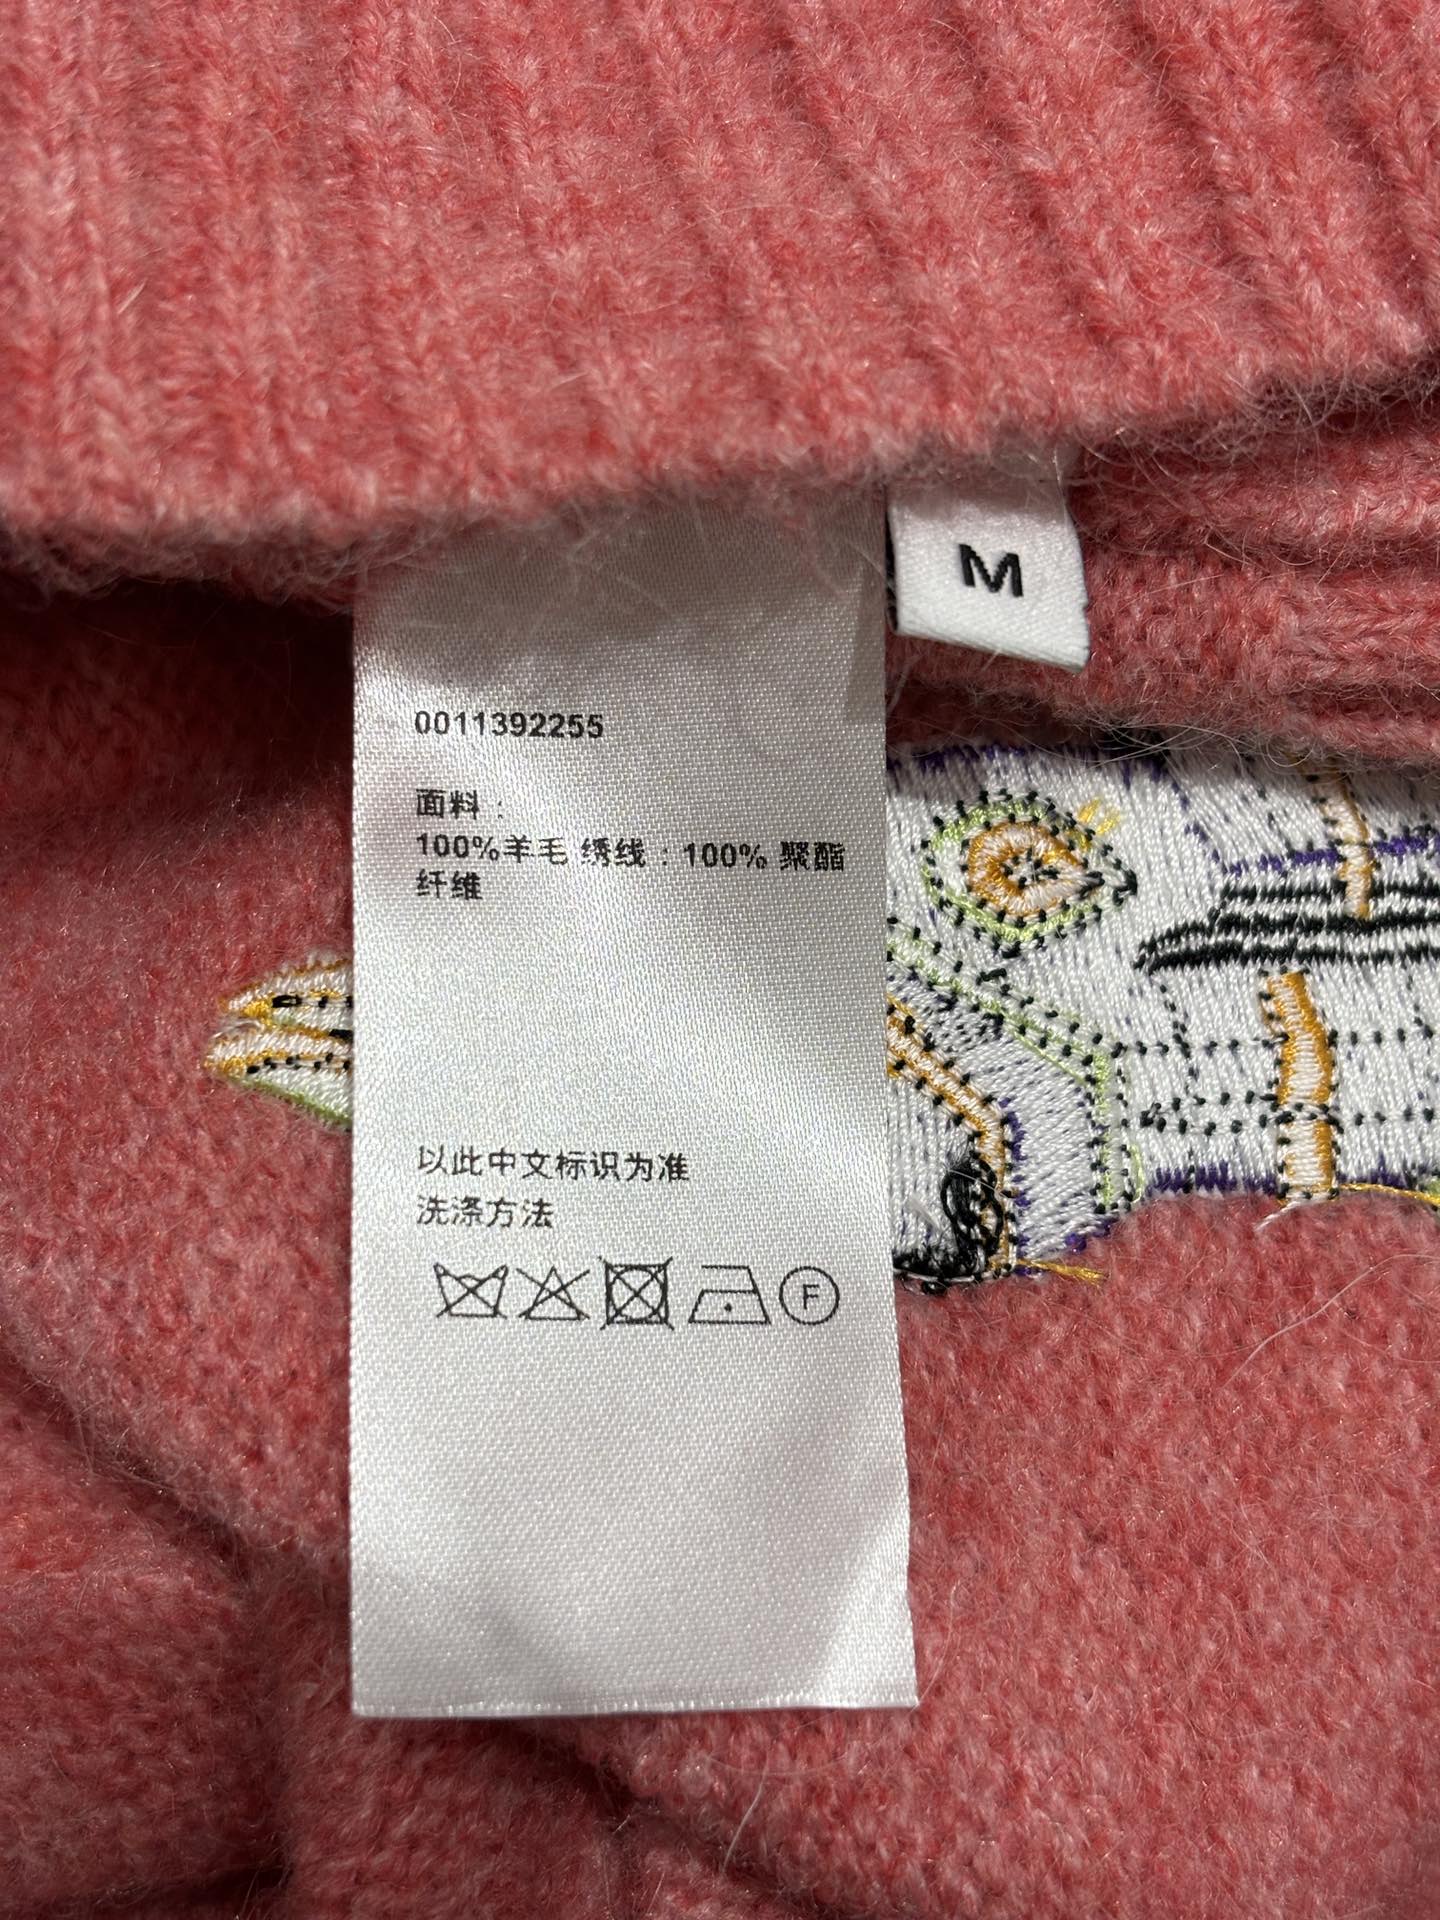 M
0011392255
面料：
100%羊毛 绣线：100% 聚酯
纤维
以此中文标识为准
洗涤方法
F